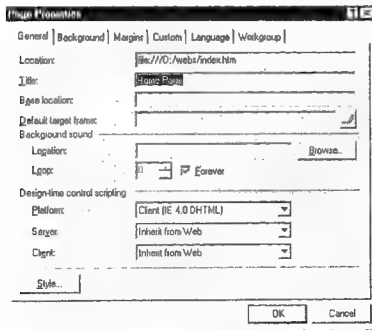 Page Properties
General Background Margins Custom Language Workgroup
Location: file:///D:/webs/index.htm
Title: Home Page
Base location:
Default target frame:
Background sound
Location: Browse...
Loop: 0 Forever
Design-time control scripting
Platform: Client (IE 4.0 DHTML)
Server: Inherit from Web
Client: Inherit from Web
Style...
OK Cancel